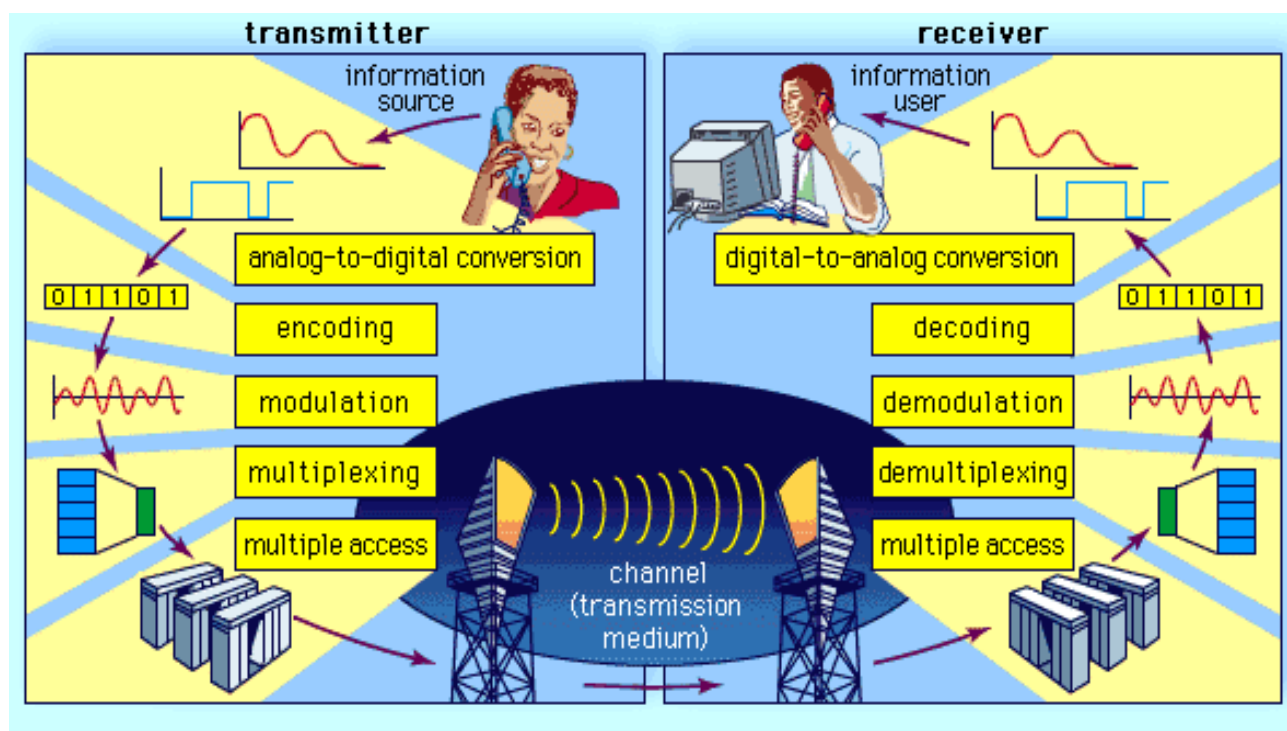 transmitter
information
source
analog-to-digital conversion
0 1 1 0 1
encoding
modulation
multiplexing
multiple access
channel
(transmission
medium)
receiver
information
user
digital-to-analog conversion
0 1 1 0 1
decoding
demodulation
demultiplexing
multiple access